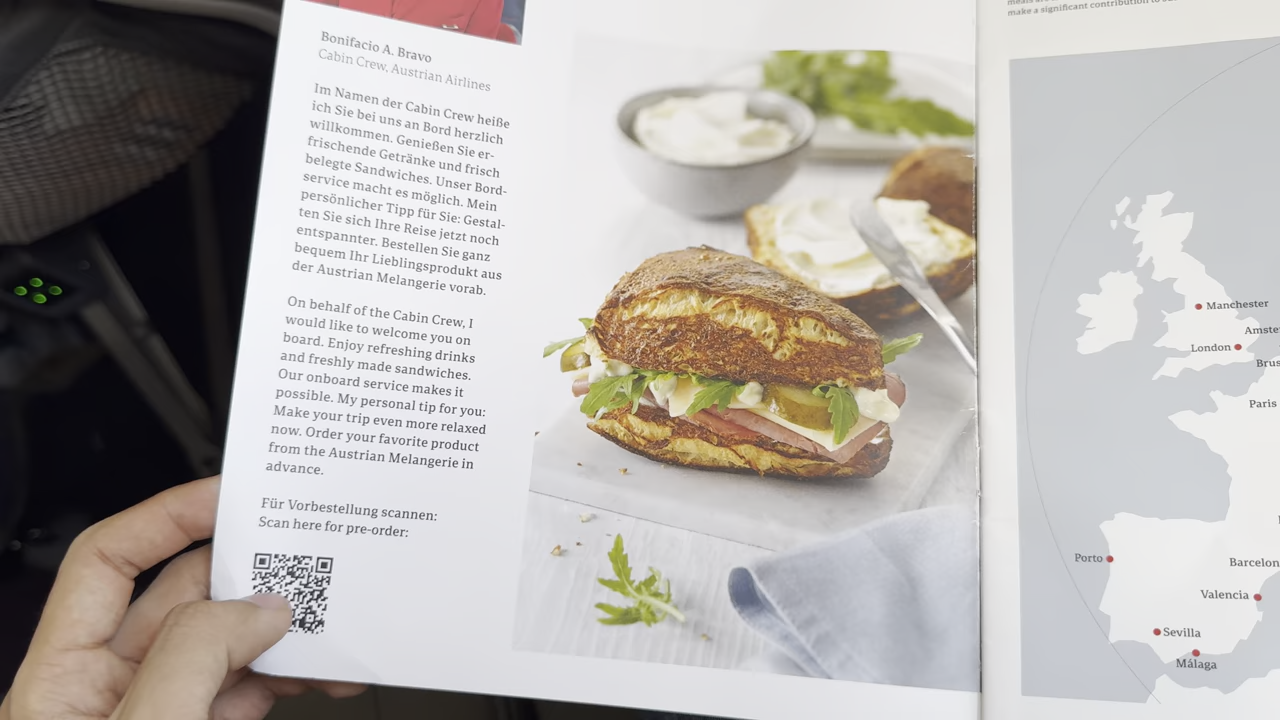 Bonifacio A. Bravo
Cabin Crew, Austrian Airlines
Im Namen der Cabin Crew heiße
ich Sie bei uns an Bord herzlich
willkommen. Genießen Sie er-
frischende Getränke und frisch
belegte Sandwiches. Unser Bord-
service macht es möglich. Mein
persönlicher Tipp für Sie: Gestal-
ten Sie sich Ihre Reise jetzt noch
entspannter. Bestellen Sie ganz
bequem Ihr Lieblingsprodukt aus
der Austrian Melangerie vorab.
On behalf of the Cabin Crew, I
would like to welcome you on
board. Enjoy refreshing drinks
and freshly made sandwiches.
Our onboard service makes it
possible. My personal tip for you:
Make your trip even more relaxed
now. Order your favorite product
from the Austrian Melangerie in
advance.
Für Vorbestellung scannen:
Scan here for pre-order:
make a significant contribution to
Manchester
Amste
London
Brus
Paris
Porto
Barcelon
Valencia
Sevilla
Málaga